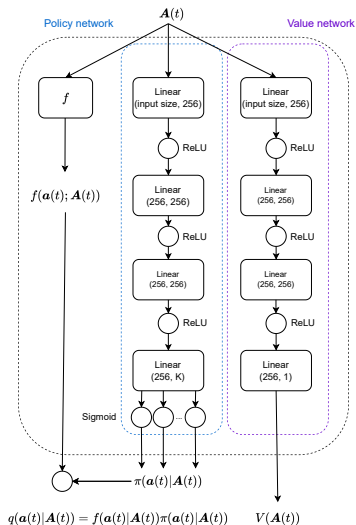 A(t)
Policy network
Value network
f
Linear
(input size, 256)
Linear
(input size, 256)
ReLU
ReLU
f(a(t); A(t))
Linear
(256, 256)
Linear
(256, 256)
ReLU
ReLU
Linear
(256, 256)
Linear
(256, 256)
ReLU
ReLU
Linear
(256, K)
Linear
(256, 1)
Sigmoid
...
π(a(t)|A(t))
q(a(t)|A(t)) = f(a(t)|A(t))π(a(t)|A(t))
V(A(t))